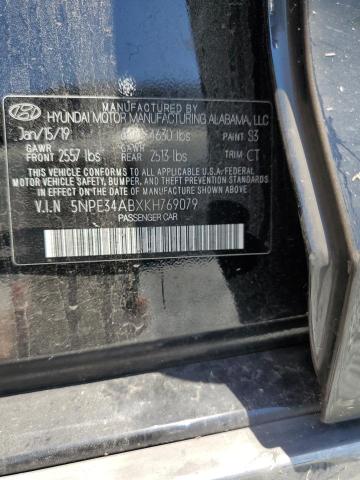 MANUFACTURED BY
HYUNDAI MOTOR MANUFACTURING ALABAMA, LLC
Jan/15/19 4630 lbs PAINT S3
GAWR GAWR
FRONT 2557 lbs REAR 2513 lbs TRIM CT
THIS VEHICLE CONFORMS TO ALL APPLICABLE U.S.A FEDERAL
MOTOR VEHICLE SAFETY, BUMPER, AND THEFT PREVENTION
STANDARDS IN EFFECT ON THE DATE OF MANUFACTURE
SHOWN ABOVE.
V.I.N 5NPE34ABXKH769079
PASSENGER CAR